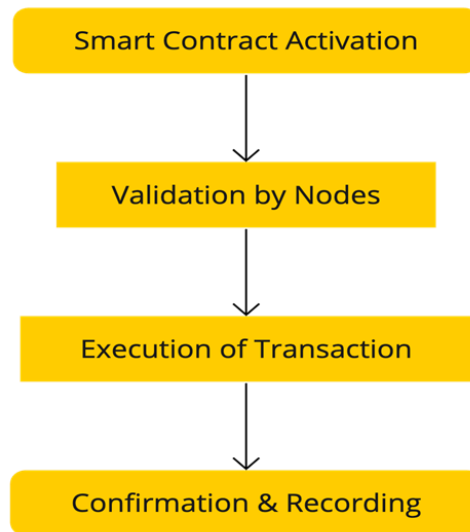 Smart Contract Activation
Validation by Nodes
Execution of Transaction
Confirmation & Recording